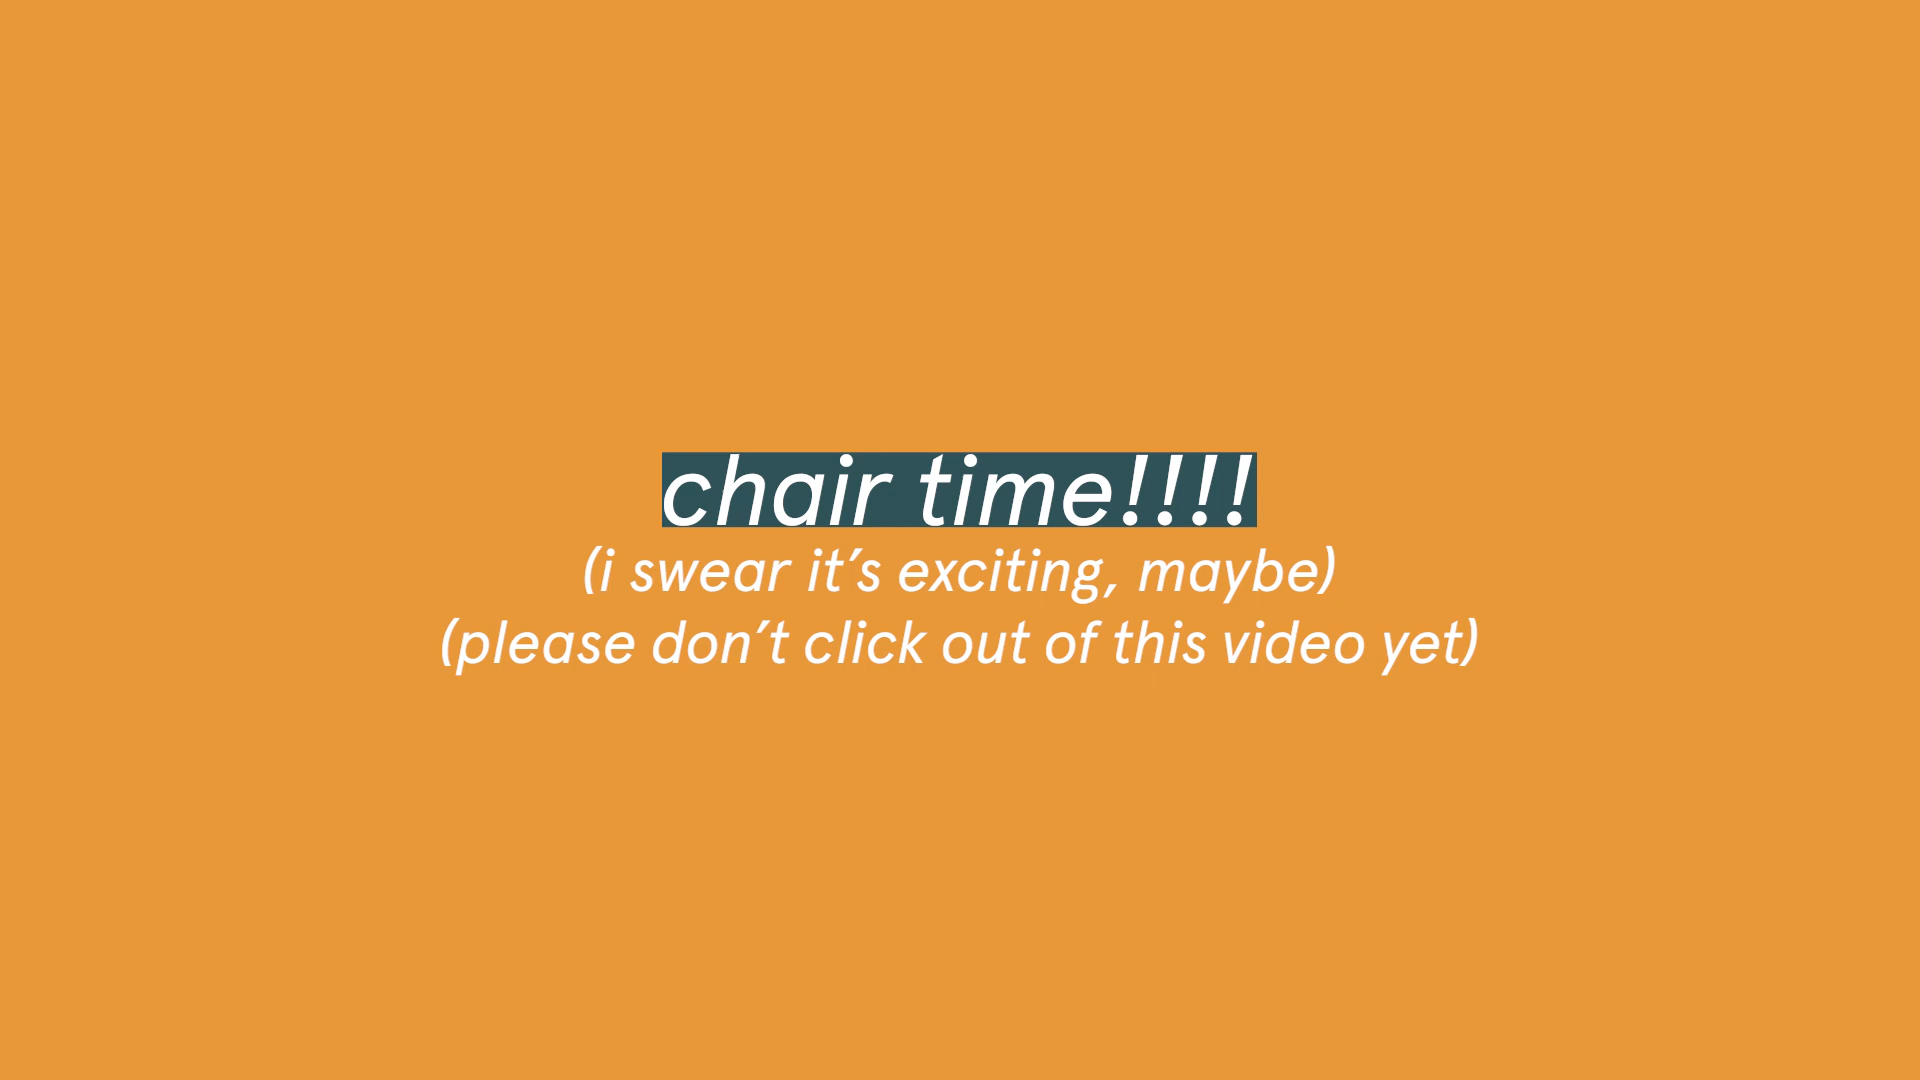 chair time!!!!
(i swear it's exciting, maybe)
(please don't click out of this video yet)